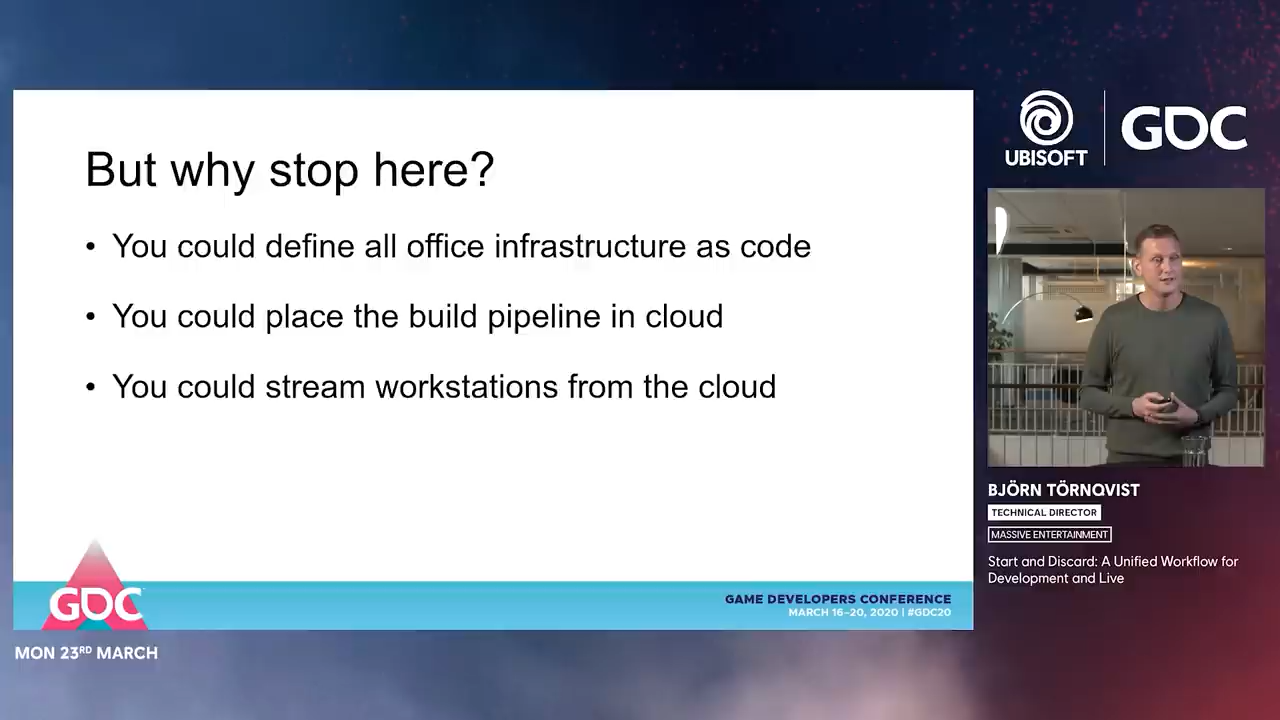 But why stop here?
• You could define all office infrastructure as code
• You could place the build pipeline in cloud
• You could stream workstations from the cloud
GDC
GAME DEVELOPERS CONFERENCE
MARCH 16–20, 2020 | #GDC20
MON 23RD MARCH
UBISOFT
GDC
BJÖRN TÖRNQVIST
TECHNICAL DIRECTOR
MASSIVE ENTERTAINMENT
Start and Discard: A Unified Workflow for
Development and Live